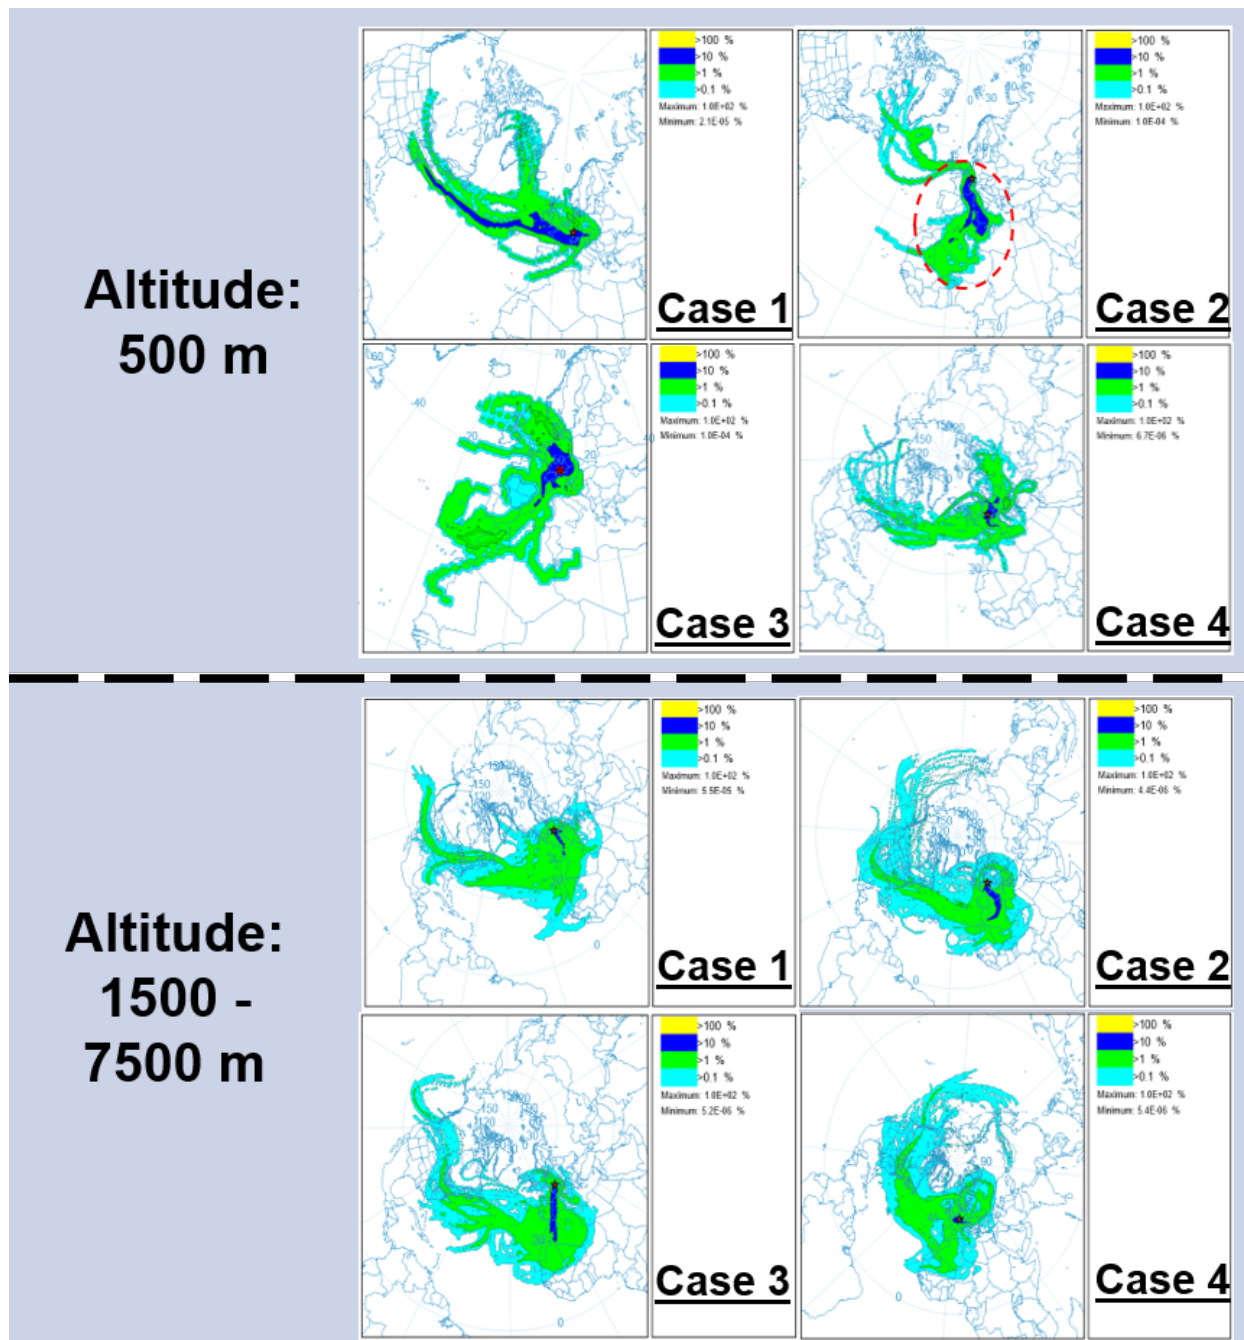 Altitude:
500 m
>100 %
>10 %
>1 %
>0.1 %
Maximum: 1.0E+02 %
Minimum: 2.1E-05 %
Case 1
>100 %
>10 %
>1 %
>0.1 %
Maximum: 1.0E+02 %
Minimum: 1.0E-04 %
Case 2
>100 %
>10 %
>1 %
>0.1 %
Maximum: 1.0E+02 %
Minimum: 1.0E-04 %
Case 3
>100 %
>10 %
>1 %
>0.1 %
Maximum: 1.0E+02 %
Minimum: 6.7E-06 %
Case 4
Altitude:
1500 -
7500 m
>100 %
>10 %
>1 %
>0.1 %
Maximum: 1.0E+02 %
Minimum: 5.5E-05 %
Case 1
>100 %
>10 %
>1 %
>0.1 %
Maximum: 1.0E+02 %
Minimum: 4.4E-06 %
Case 2
>100 %
>10 %
>1 %
>0.1 %
Maximum: 1.0E+02 %
Minimum: 5.2E-06 %
Case 3
>100 %
>10 %
>1 %
>0.1 %
Maximum: 1.0E+02 %
Minimum: 5.4E-06 %
Case 4